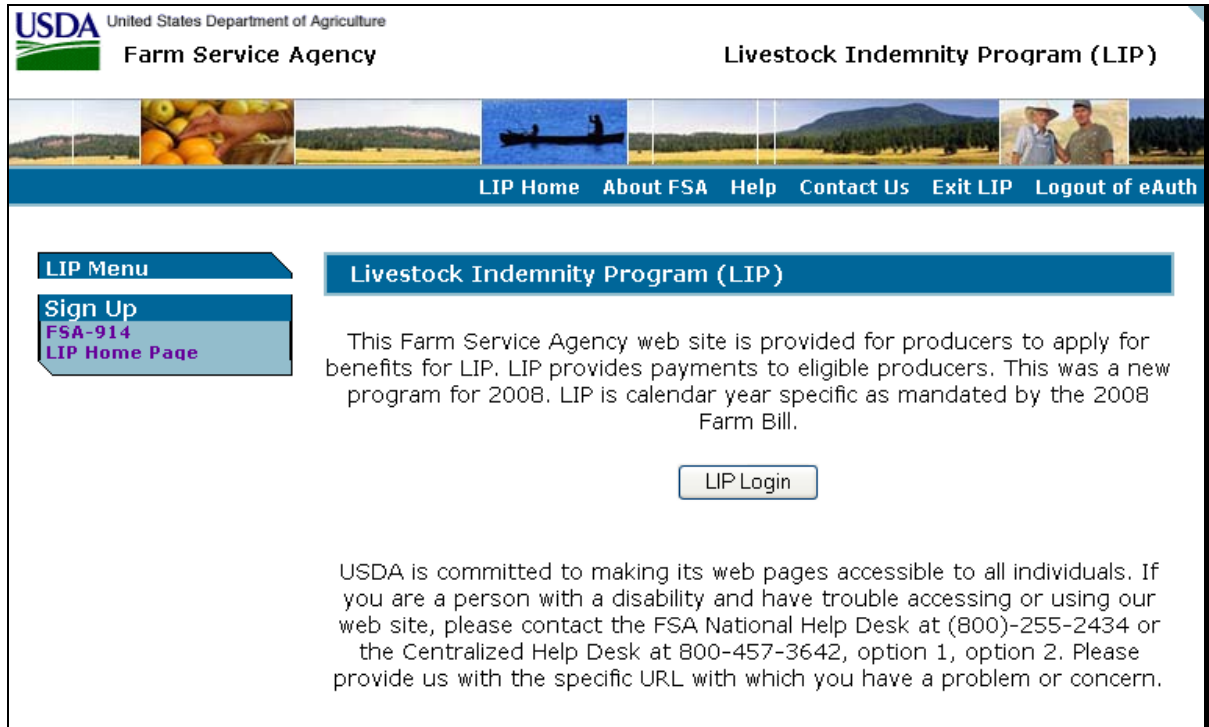 USDA United States Department of Agriculture
Farm Service Agency
Livestock Indemnity Program (LIP)
LIP Home About FSA Help Contact Us Exit LIP Logout of eAuth
LIP Menu
Sign Up
FSA-914
LIP Home Page
Livestock Indemnity Program (LIP)
This Farm Service Agency web site is provided for producers to apply for
benefits for LIP. LIP provides payments to eligible producers. This was a new
program for 2008. LIP is calendar year specific as mandated by the 2008
Farm Bill.
LIP Login
USDA is committed to making its web pages accessible to all individuals. If
you are a person with a disability and have trouble accessing or using our
web site, please contact the FSA National Help Desk at (800)-255-2434 or
the Centralized Help Desk at 800-457-3642, option 1, option 2. Please
provide us with the specific URL with which you have a problem or concern.